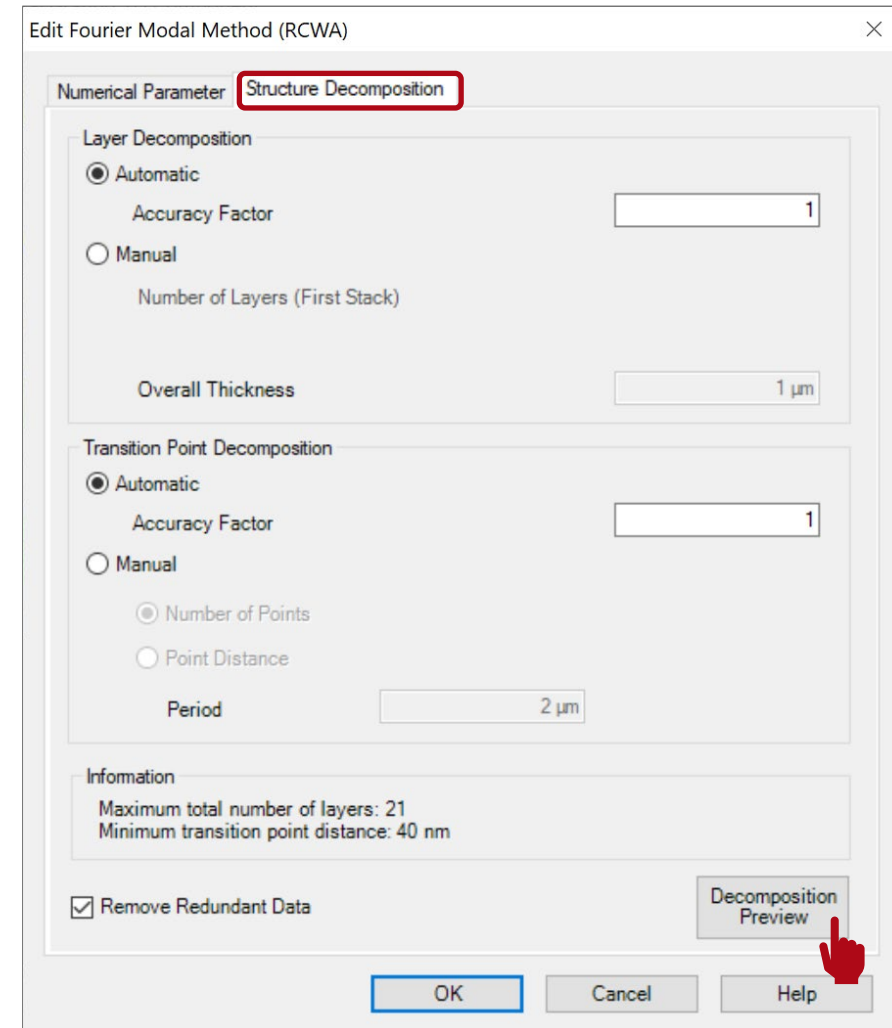 Edit Fourier Modal Method (RCWA)
Numerical Parameter Structure Decomposition
Layer Decomposition
Automatic
Accuracy Factor 1
Manual
Number of Layers (First Stack)
Overall Thickness 1 µm
Transition Point Decomposition
Automatic
Accuracy Factor 1
Manual
Number of Points
Point Distance
Period 2 µm
Information
Maximum total number of layers: 21
Minimum transition point distance: 40 nm
Remove Redundant Data
Decomposition
Preview
OK Cancel Help